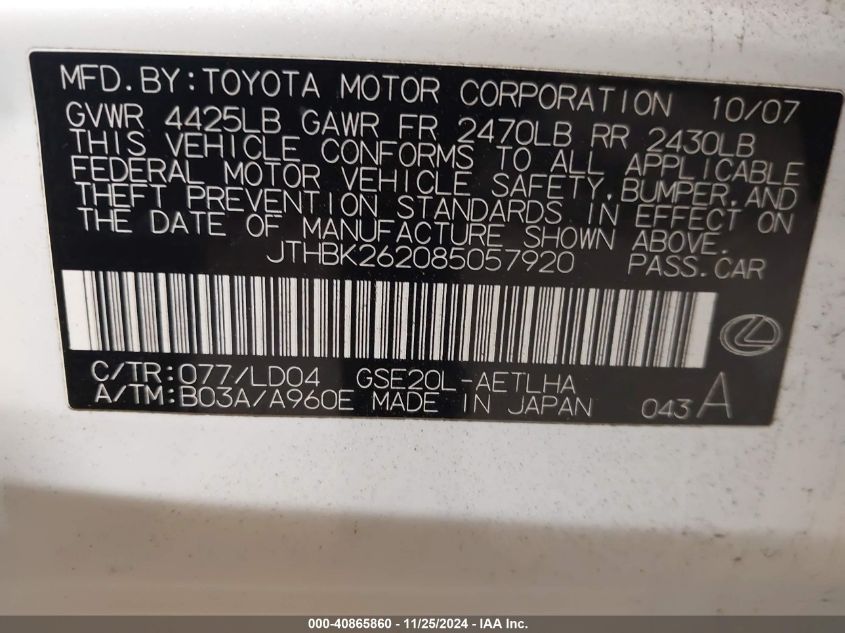 MFD. BY: TOYOTA MOTOR CORPORATION 10/07
GVWR 4425LB GAWR FR 2470LB RR 2430LB
THIS VEHICLE CONFORMS TO ALL APPLICABLE
FEDERAL MOTOR VEHICLE SAFETY, BUMPER, AND
THEFT PREVENTION STANDARDS IN EFFECT ON
THE DATE OF MANUFACTURE SHOWN ABOVE.
JTHBK262085057920 PASS. CAR
C/TR: 077/LD04 GSE20L-AETLHA
A/TM: B03A/A960E MADE IN JAPAN 043 A
000-40865860 - 11/25/2024 - IAA Inc.